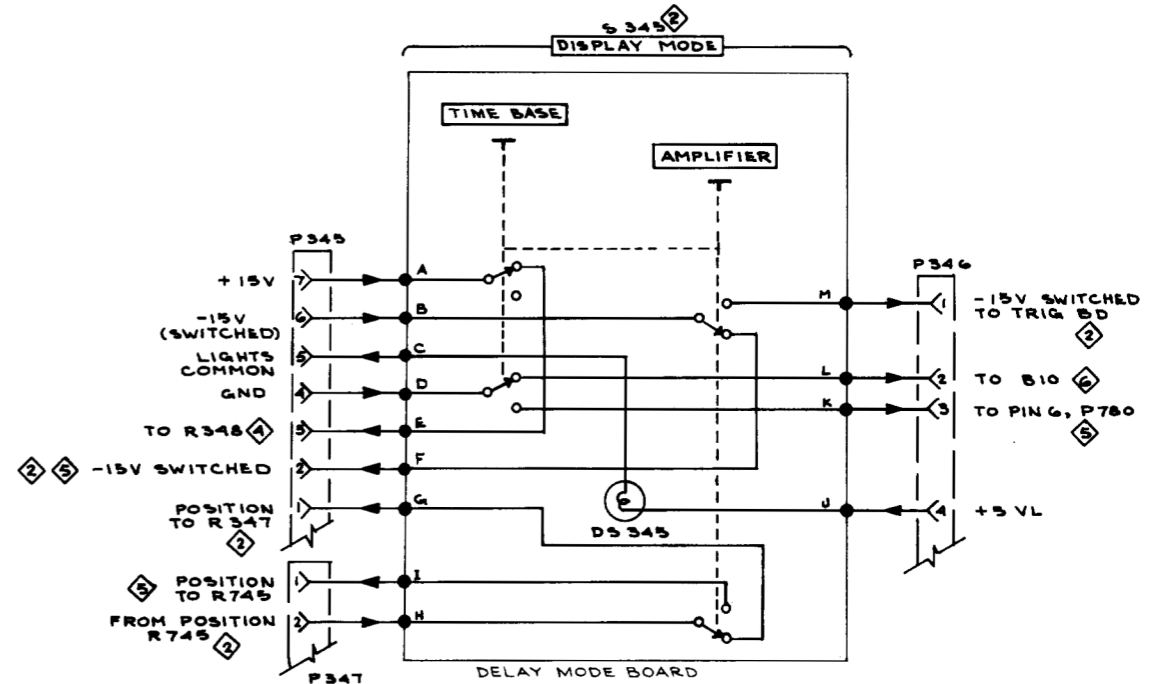 S 345 2
DISPLAY MODE
TIME BASE
AMPLIFIER
P345
P346
+15V 7 A
-15V
(SWITCHED) 6 B
LIGHTS
COMMON 5 C
GND 4 D
TO R348 4 3 E
2 5 -15V SWITCHED 2 F
POSITION
TO R347 1 G
2
5 POSITION
TO R745 1 I
FROM POSITION
R745 2 H
2
P347
M 1 -15V SWITCHED
TO TRIG BD
2
L 2 TO B10 6
K 3 TO PIN 6, P780
5
J 4 +5 VL
DS345
DELAY MODE BOARD